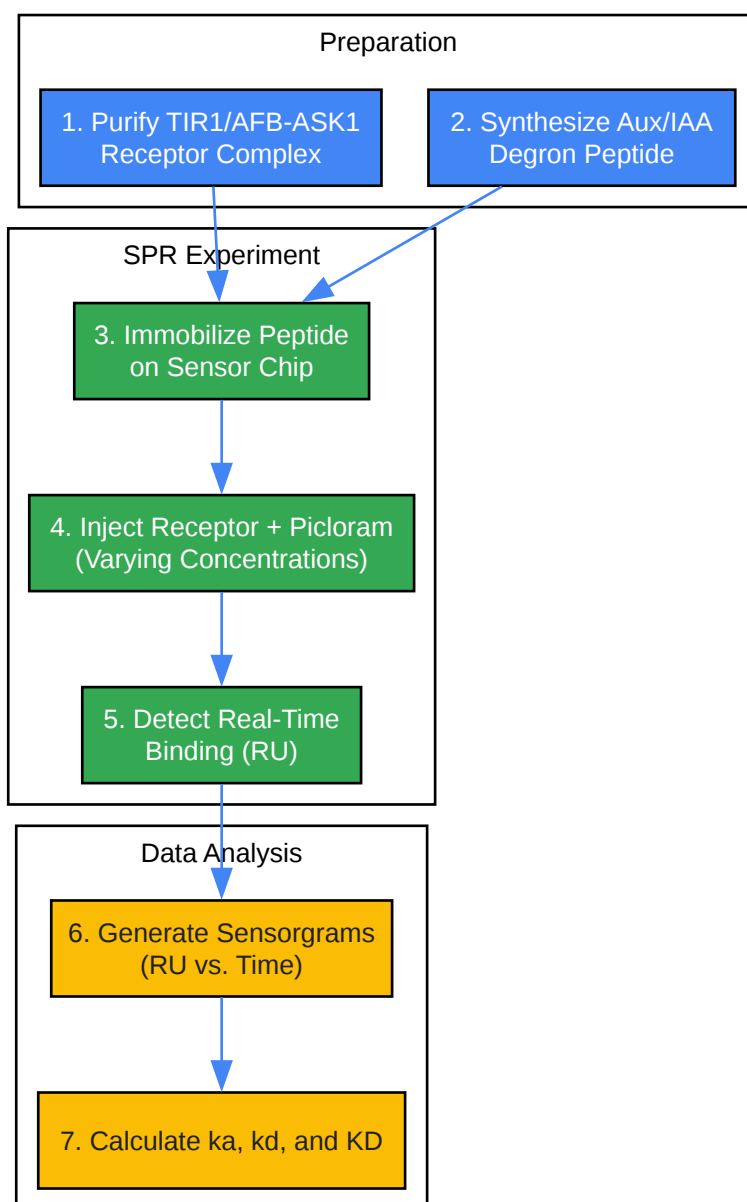 Preparation
1. Purify TIR1/AFB-ASK1
Receptor Complex
2. Synthesize Aux/IAA
Degron Peptide
SPR Experiment
3. Immobilize Peptide
on Sensor Chip
4. Inject Receptor + Picloram
(Varying Concentrations)
5. Detect Real-Time
Binding (RU)
Data Analysis
6. Generate Sensorgrams
(RU vs. Time)
7. Calculate ka, kd, and KD